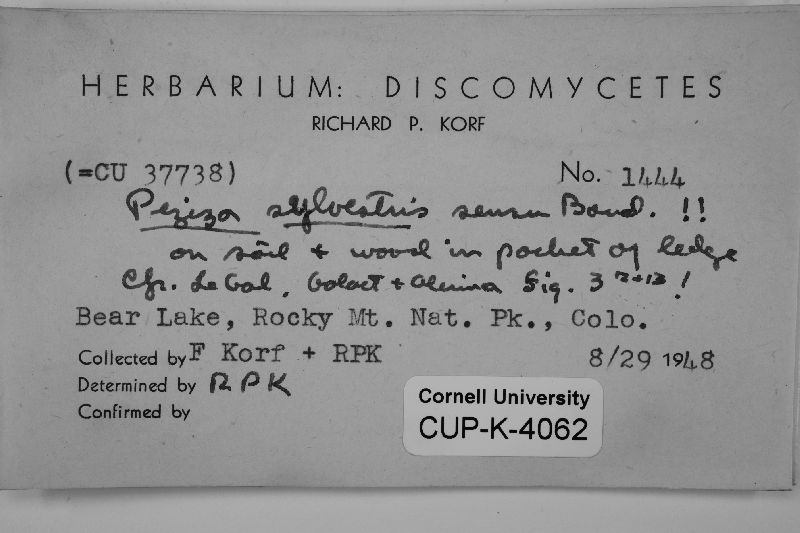 HERBARIUM: DISCOMYCETES
RICHARD P. KORF
(=CU 37738) No. 1444
Peziza sylvestris sensu Boud. !!
on soil + wood in pocket of ledge
Cfr. Le Gal, Galact + Aleuria Fig. 3 !
Bear Lake, Rocky Mt. Nat. Pk., Colo.
Collected by F Korf + RPK 8/29 1948
Determined by RPK
Confirmed by
Cornell University
CUP-K-4062